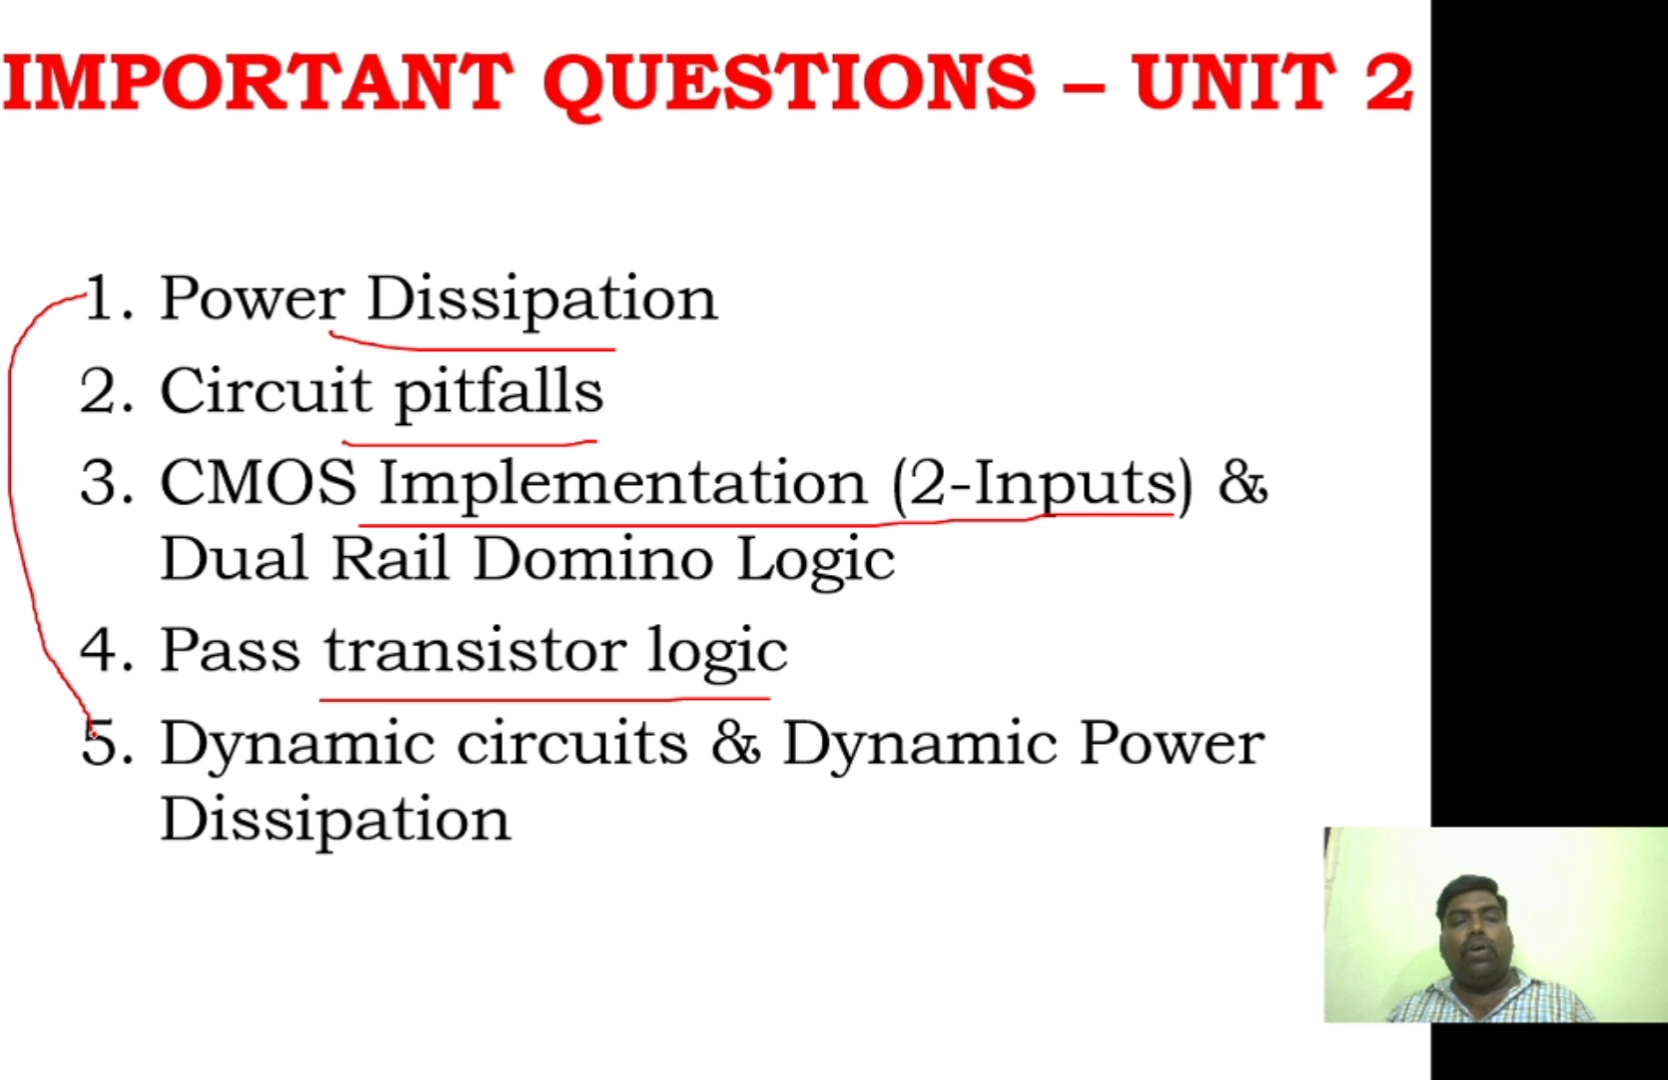 IMPORTANT QUESTIONS – UNIT 2
1. Power Dissipation
2. Circuit pitfalls
3. CMOS Implementation (2-Inputs) &
Dual Rail Domino Logic
4. Pass transistor logic
5. Dynamic circuits & Dynamic Power
Dissipation